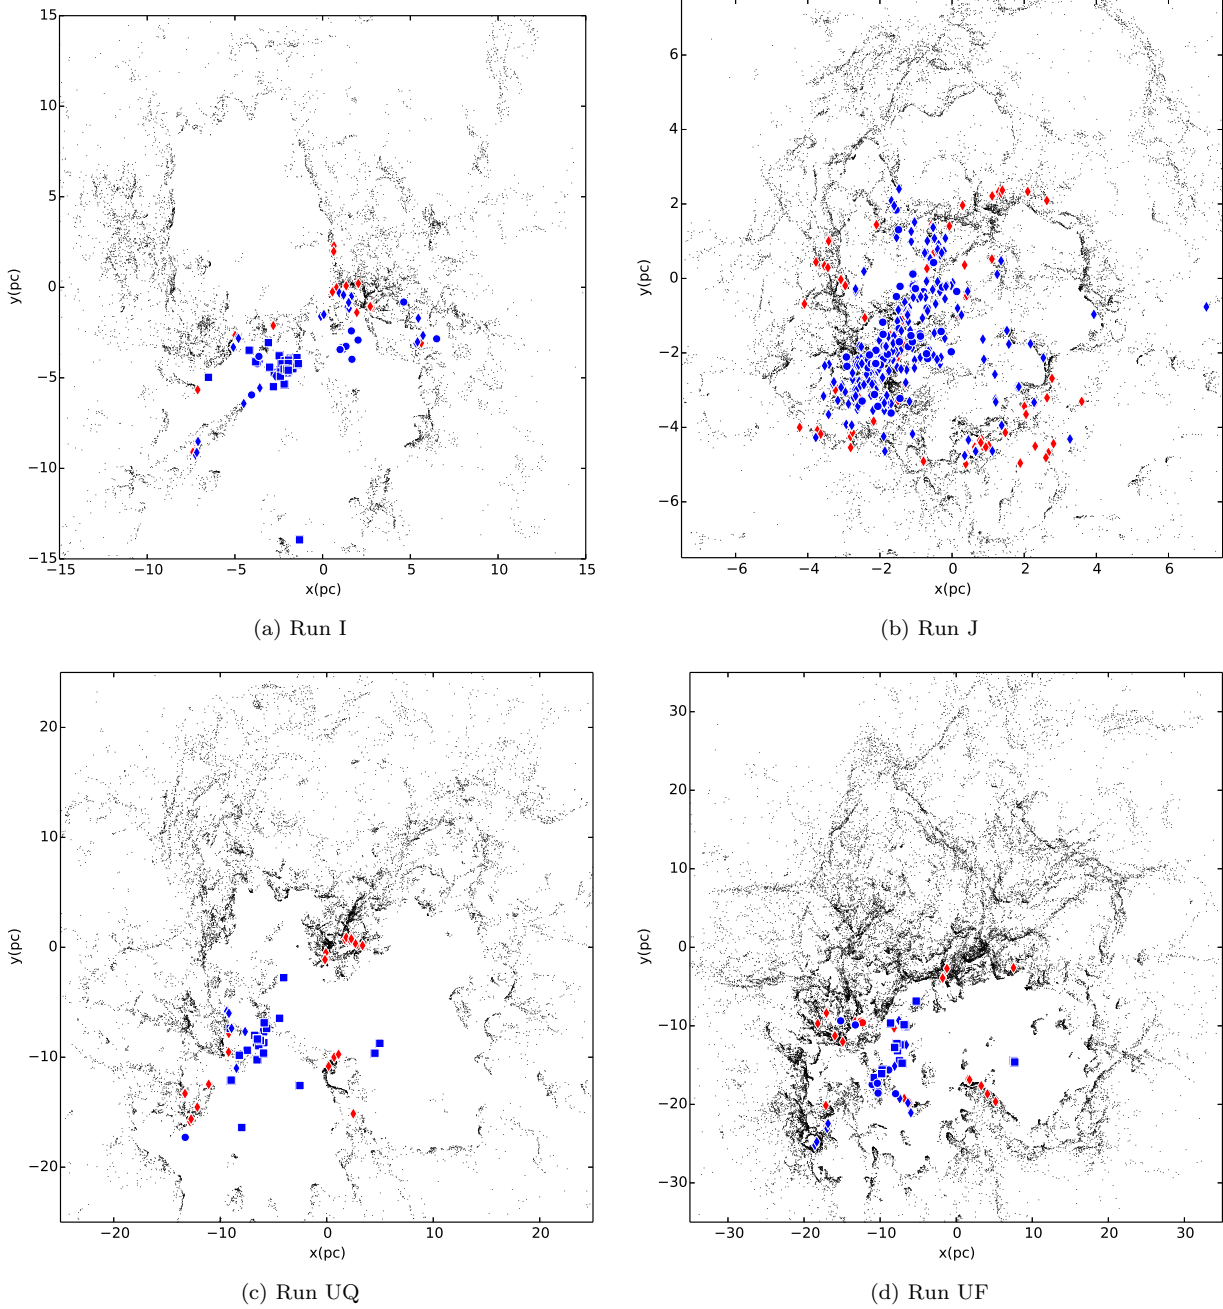 15
10
5
0
−5
−10
−15
y(pc)
−15 −10 −5 0 5 10 15
x(pc)
(a) Run I
6
4
2
0
−2
−4
−6
y(pc)
−6 −4 −2 0 2 4 6
x(pc)
(b) Run J
20
10
0
−10
−20
y(pc)
−20 −10 0 10 20
x(pc)
(c) Run UQ
30
20
10
0
−10
−20
−30
y(pc)
−30 −20 −10 0 10 20 30
x(pc)
(d) Run UF